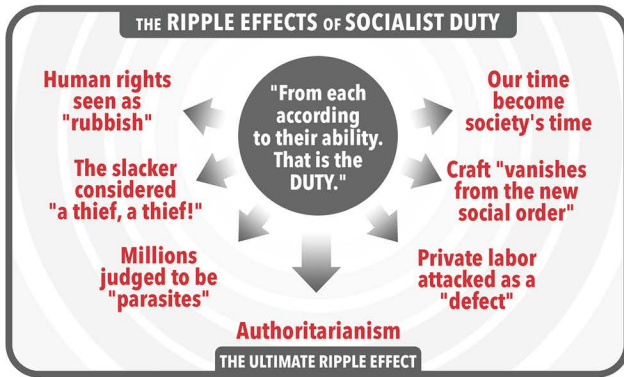 THE RIPPLE EFFECTS OF SOCIALIST DUTY
Human rights
seen as
"rubbish"
The slacker
considered
"a thief, a thief!"
Millions
judged to be
"parasites"
"From each
according
to their ability.
That is the
DUTY."
Our time
become
society's time
Craft "vanishes
from the new
social order"
Private labor
attacked as a
"defect"
Authoritarianism
THE ULTIMATE RIPPLE EFFECT